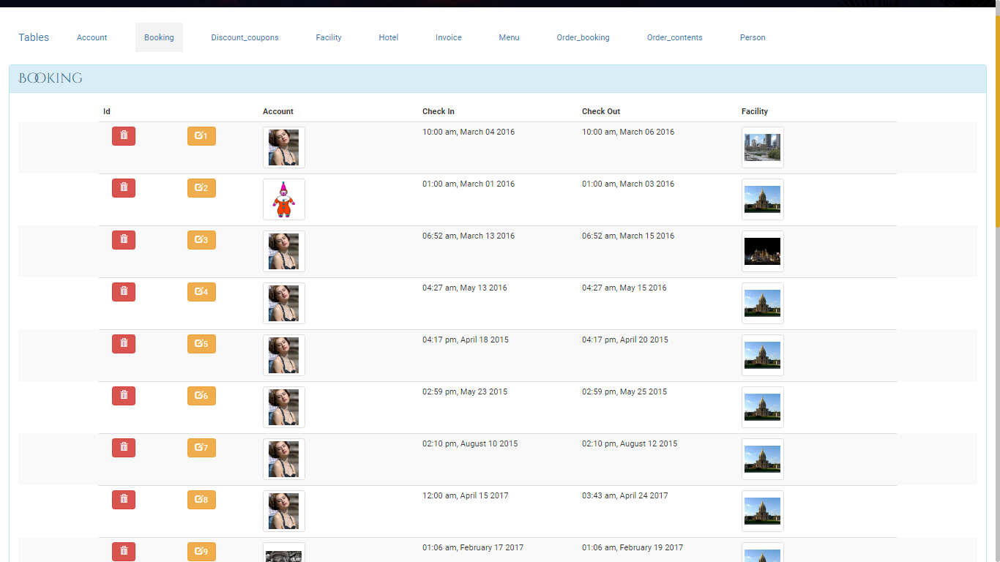 Tables Account Booking Discount_coupons Facility Hotel Invoice Menu Order_booking Order_contents Person
BOOKING
Id Account Check In Check Out Facility
1 10:00 am, March 04 2016 10:00 am, March 06 2016
2 01:00 am, March 01 2016 01:00 am, March 03 2016
3 06:52 am, March 13 2016 06:52 am, March 15 2016
4 04:27 am, May 13 2016 04:27 am, May 15 2016
5 04:17 pm, April 18 2015 04:17 pm, April 20 2015
6 02:59 pm, May 23 2015 02:59 pm, May 25 2015
7 02:10 pm, August 10 2015 02:10 pm, August 12 2015
8 12:00 am, April 15 2017 03:43 am, April 24 2017
9 01:06 am, February 17 2017 01:06 am, February 19 2017